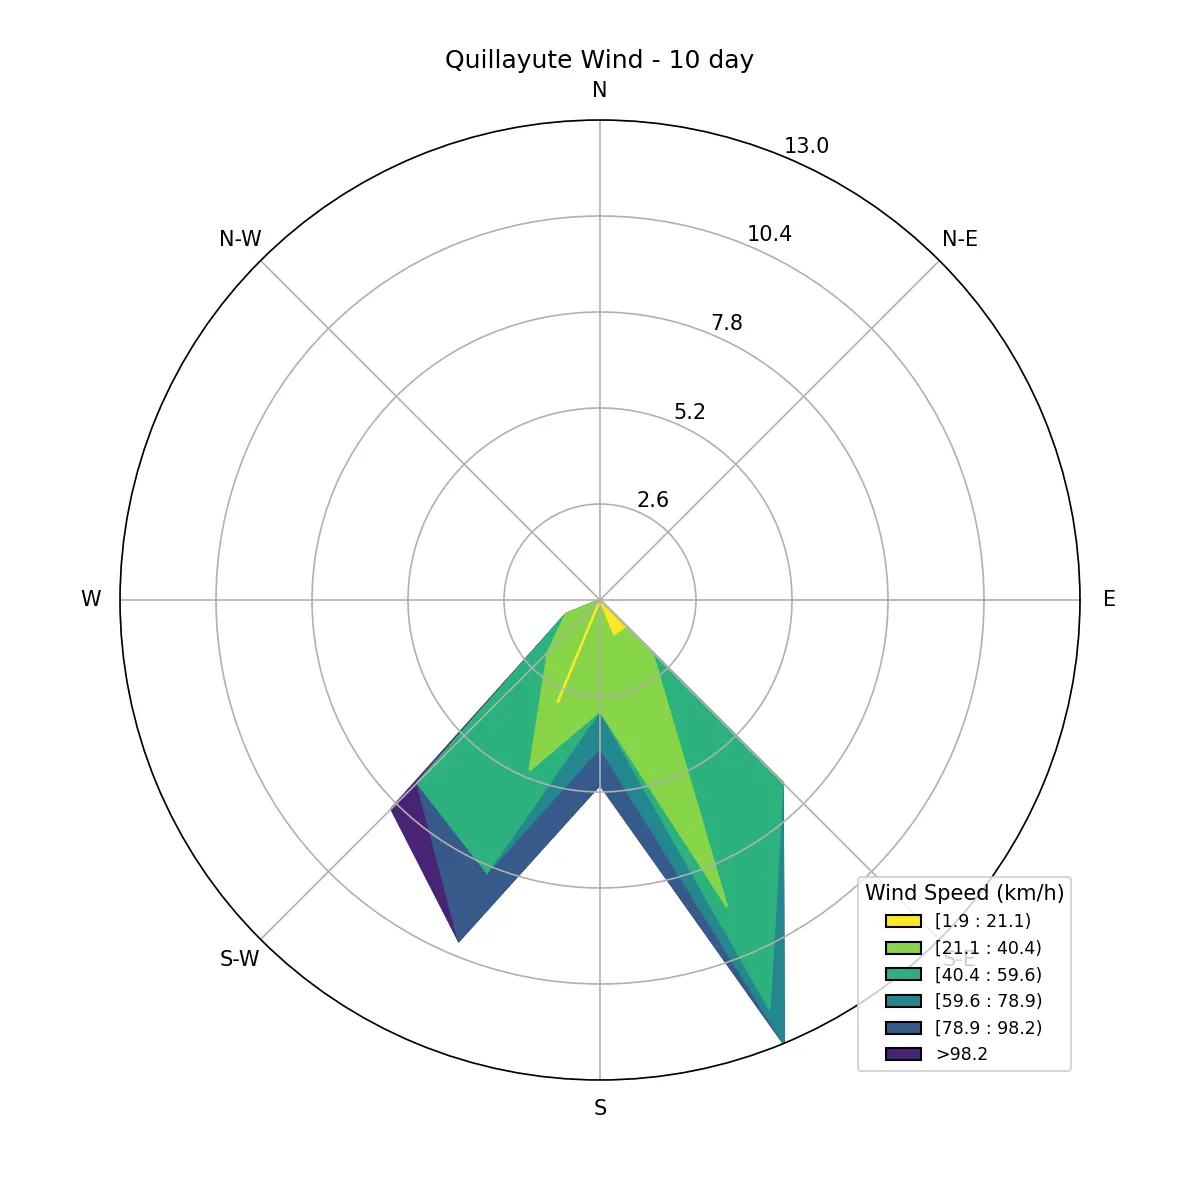 Quillayute Wind - 10 day
N
13.0
N-W
N-E
10.4
7.8
5.2
2.6
W
E
Wind Speed (km/h)
[1.9 : 21.1)
[21.1 : 40.4)
S-W
S-E
[40.4 : 59.6)
[59.6 : 78.9)
[78.9 : 98.2)
>98.2
S